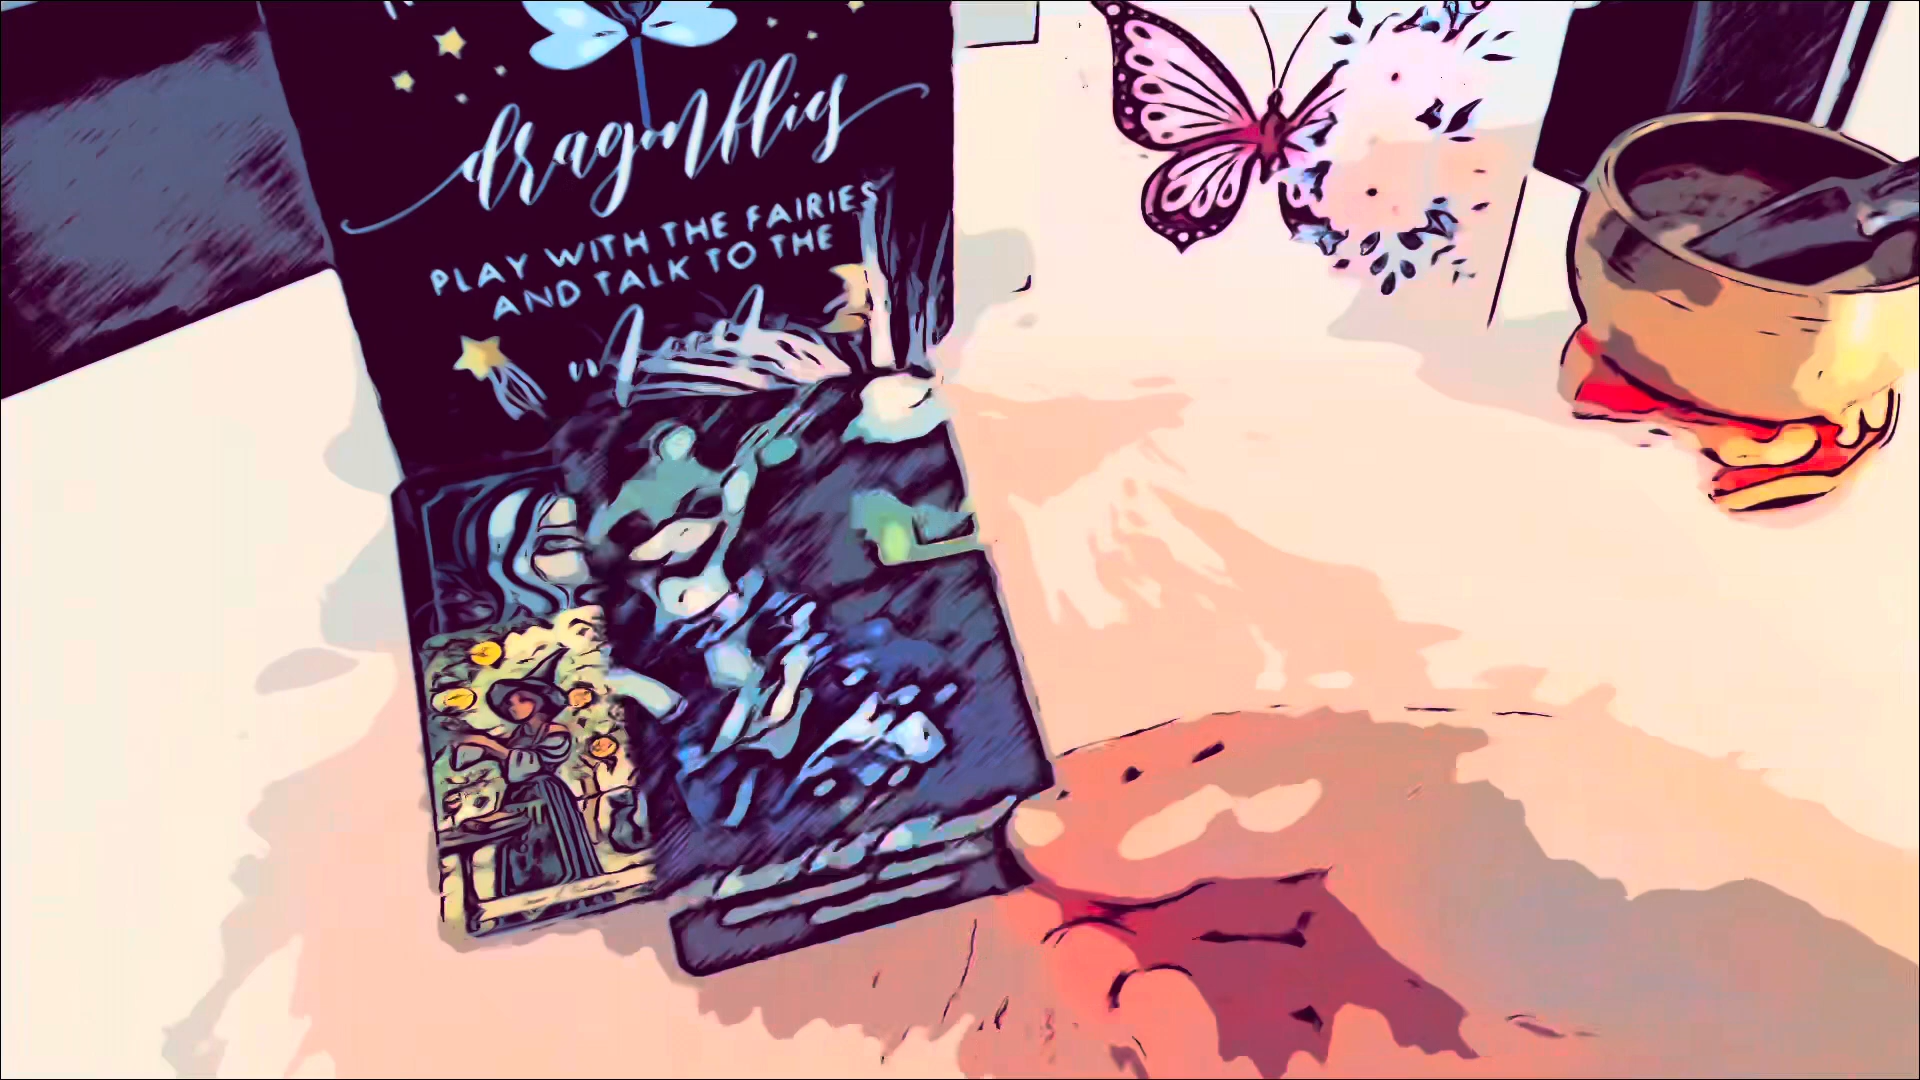 dragonflies
PLAY WITH THE FAIRIES
AND TALK TO THE